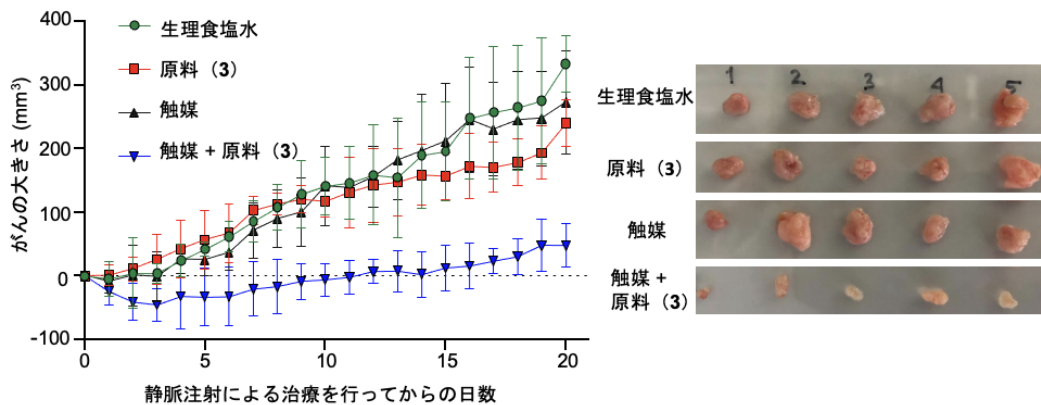 400
300
200
100
0
-100
がんの大きさ (mm³)
生理食塩水
原料（3）
触媒
触媒 + 原料（3）
0 5 10 15 20
静脈注射による治療を行ってからの日数
1 2 3 4 5
生理食塩水
原料（3）
触媒
触媒 +
原料（3）